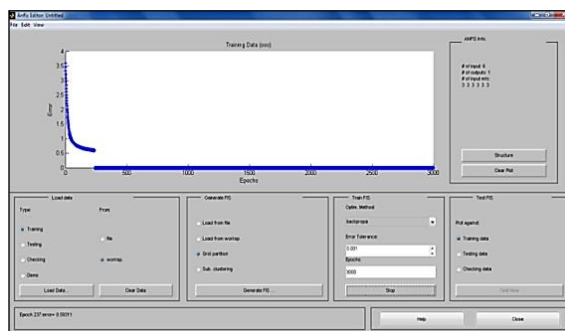 Anfis Editor: Untitled
File Edit View
Training Data (ooo)
4
3.5
3
2.5
2
1.5
1
0.5
0
Error
0 500 1000 1500 2000 2500 3000
Epochs
ANFIS Info.
# of input: 6
# of outputs: 1
# of input mfs:
3 3 3 3 3 3
Structure
Clear Plot
Load data
Type:
From:
Training
Testing
Checking
Demo
file
worksp.
Load Data...
Clear Data
Generate FIS
Load from file
Load from worksp.
Grid partition
Sub. clustering
Generate FIS ...
Train FIS
Optim. Method:
backpropa
Error Tolerance:
0.001
Epochs:
3000
Stop
Test FIS
Plot against:
Training data
Testing data
Checking data
Test Now
Help
Close